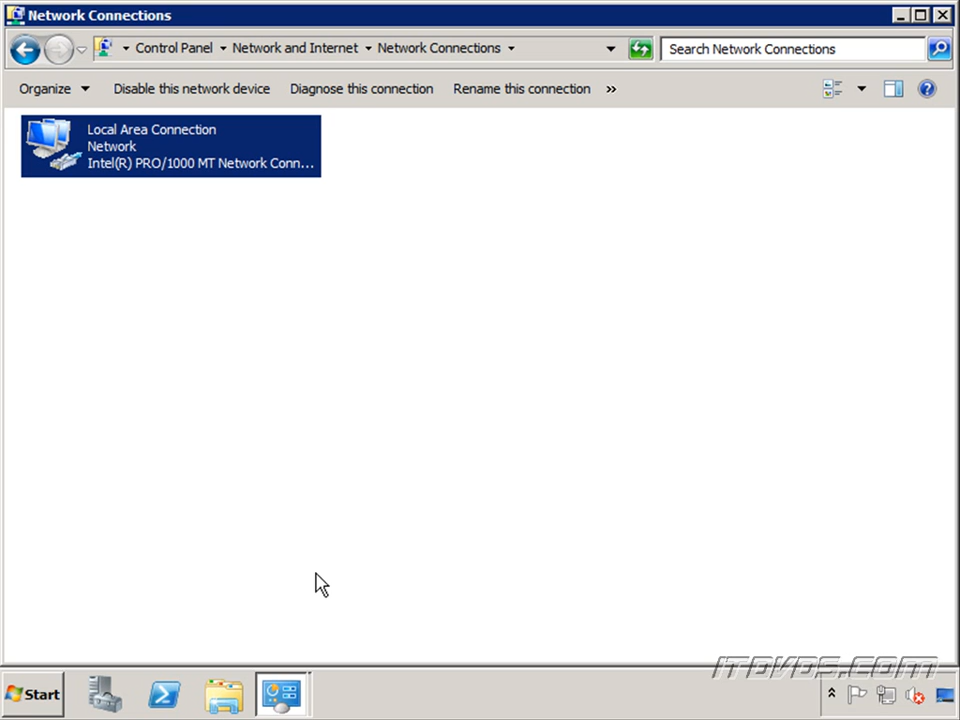 Network Connections
Control Panel Network and Internet Network Connections
Search Network Connections
Organize Disable this network device Diagnose this connection Rename this connection »
Local Area Connection
Network
Intel(R) PRO/1000 MT Network Conn...
ITDVDS.COM
Start